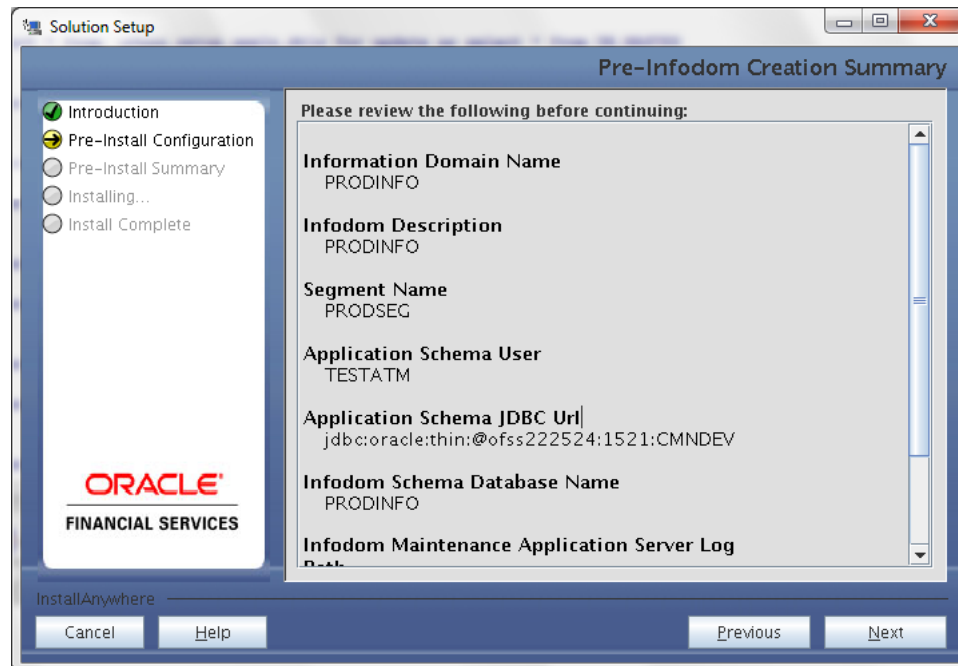 Solution Setup
Pre-Infodom Creation Summary
Introduction
Pre-Install Configuration
Pre-Install Summary
Installing...
Install Complete
ORACLE
FINANCIAL SERVICES
Please review the following before continuing:
Information Domain Name
PRODINFO
Infodom Description
PRODINFO
Segment Name
PRODSEG
Application Schema User
TESTATM
Application Schema JDBC Url
jdbc:oracle:thin:@ofss222524:1521:CMNDEV
Infodom Schema Database Name
PRODINFO
Infodom Maintenance Application Server Log
Path
InstallAnywhere
Cancel
Help
Previous
Next